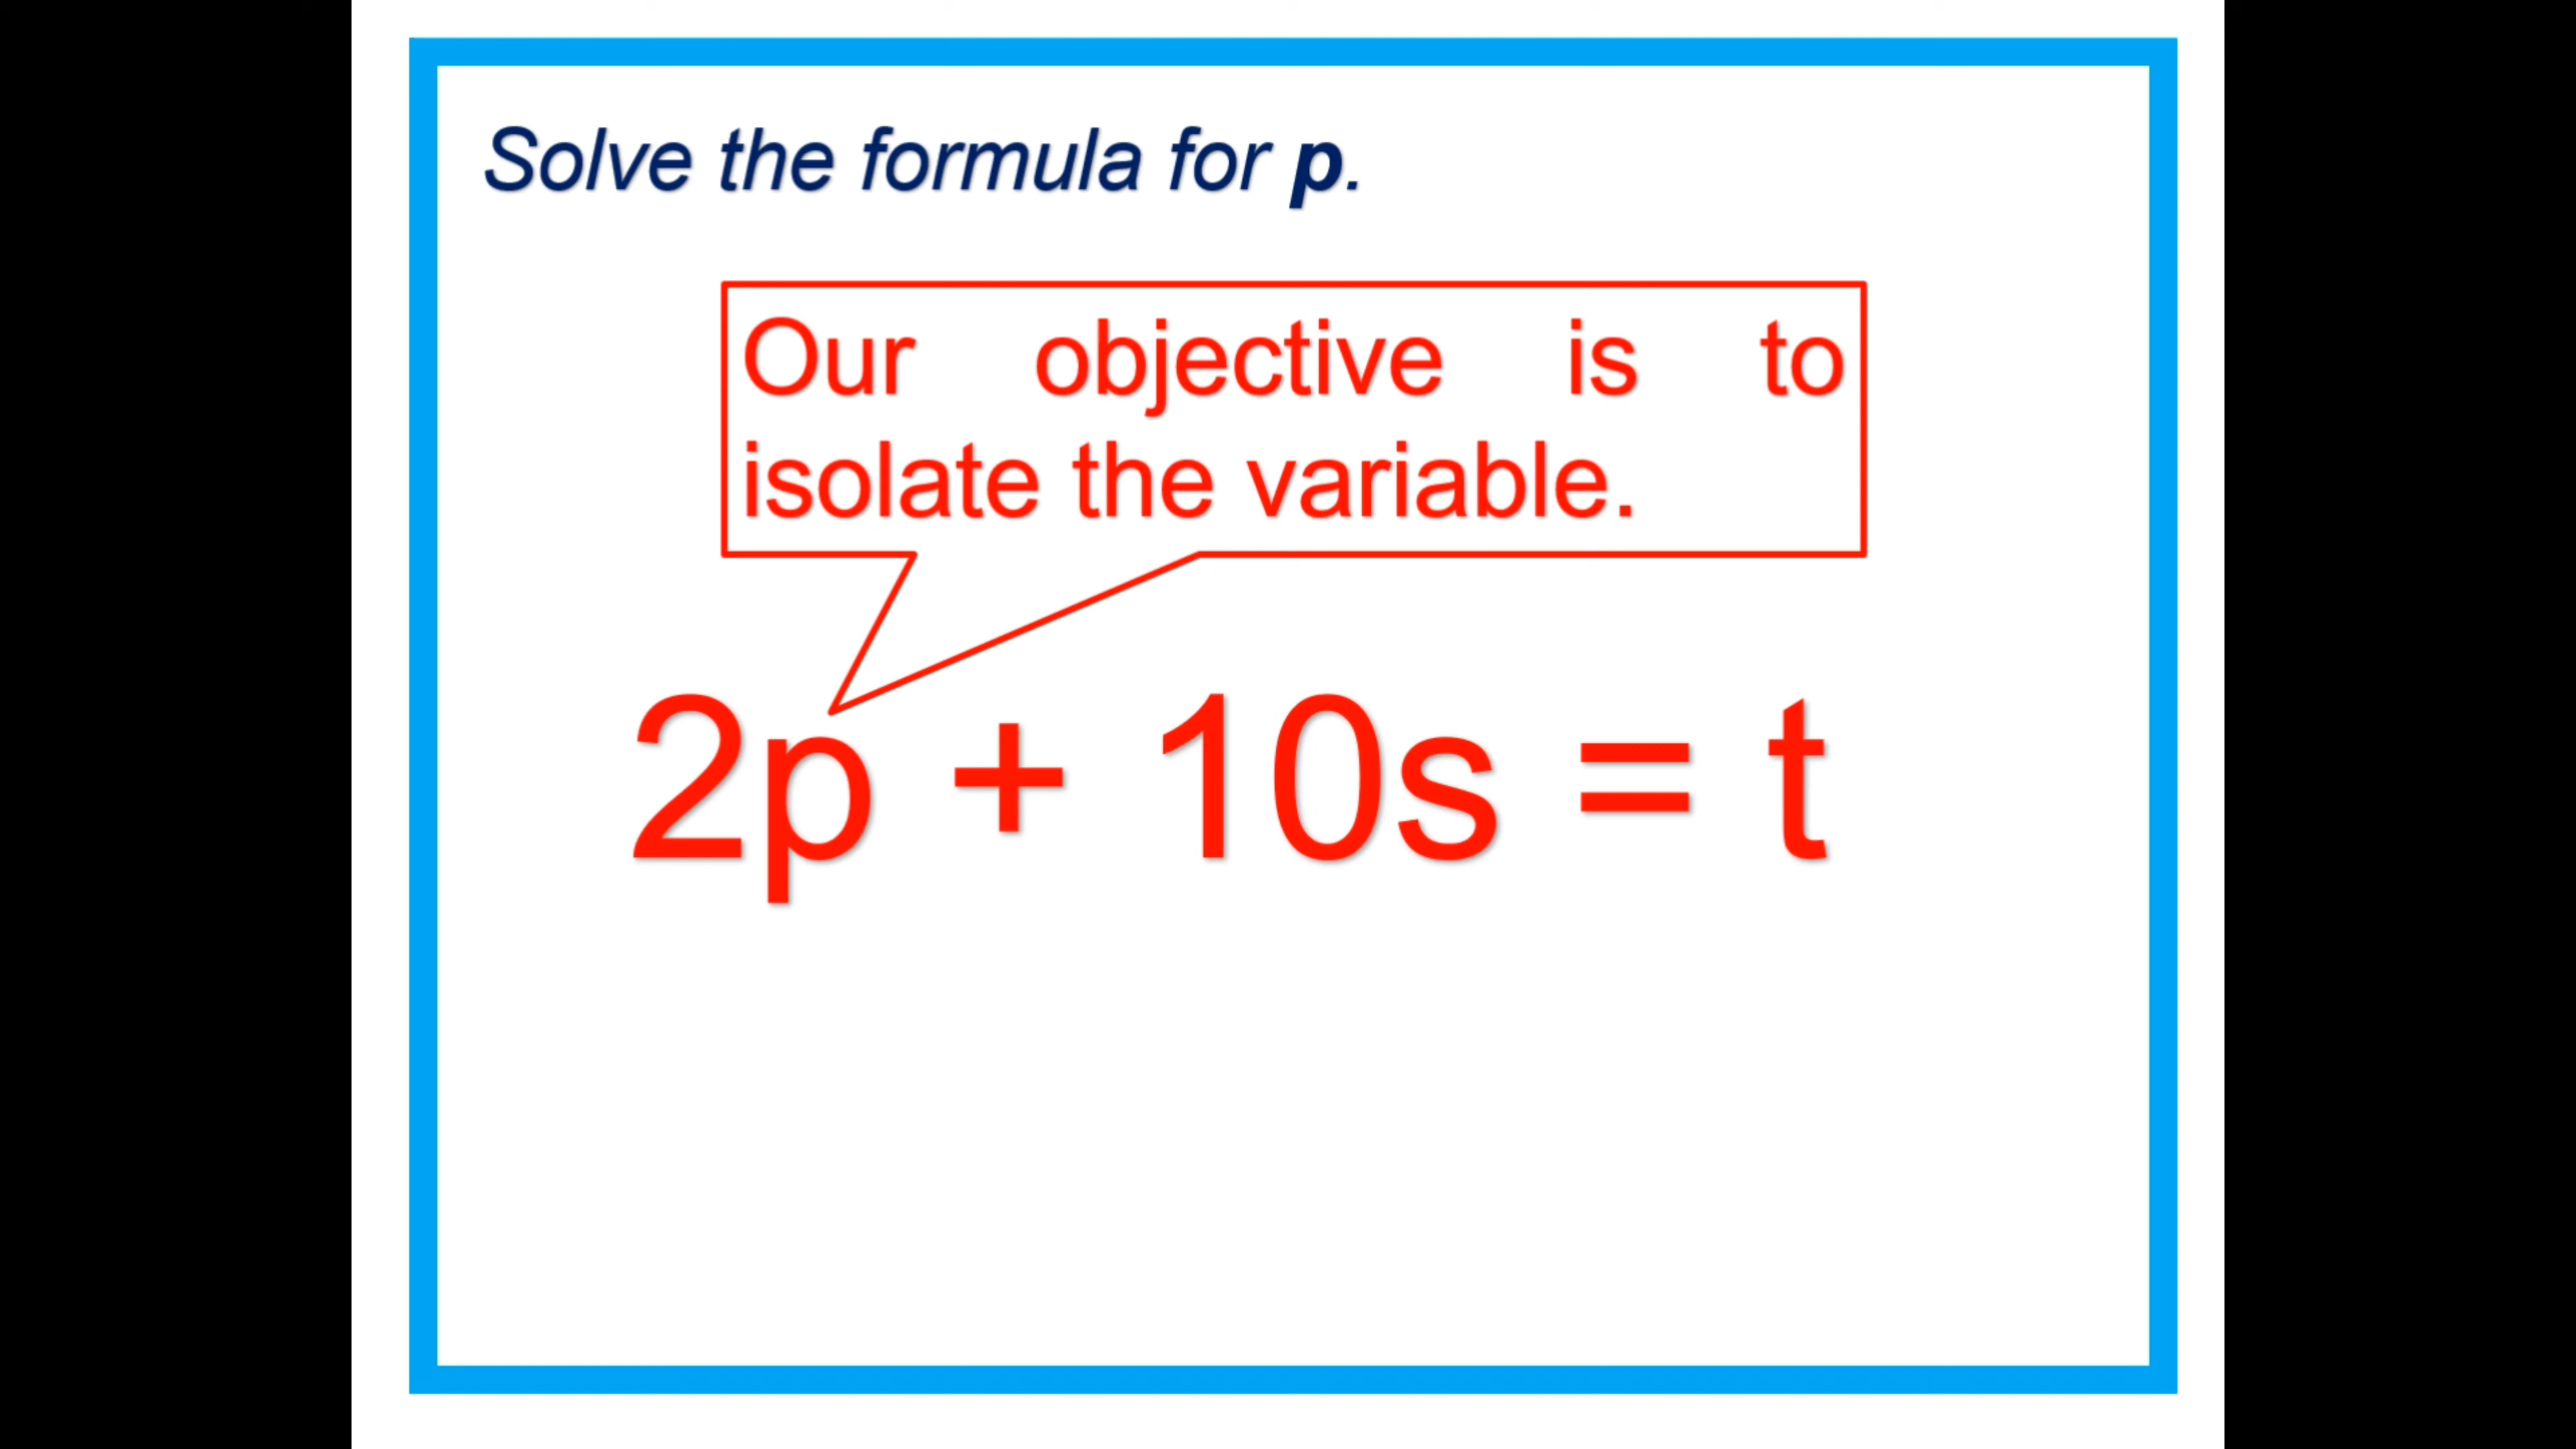 Solve the formula for p.
Our objective is to
isolate the variable.
2p + 10s = t